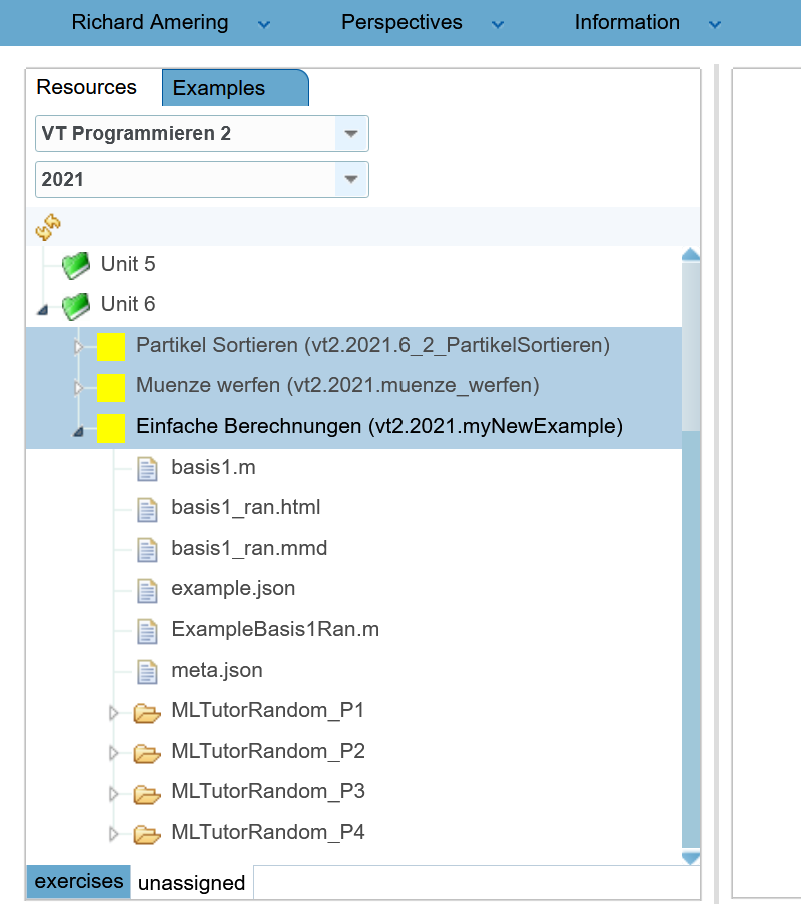 Richard Amering Perspectives Information
Resources Examples
VT Programmieren 2
2021
Unit 5
Unit 6
Partikel Sortieren (vt2.2021.6_2_PartikelSortieren)
Muenze werfen (vt2.2021.muenze_werfen)
Einfache Berechnungen (vt2.2021.myNewExample)
basis1.m
basis1_ran.html
basis1_ran.mmd
example.json
ExampleBasis1Ran.m
meta.json
MLTutorRandom_P1
MLTutorRandom_P2
MLTutorRandom_P3
MLTutorRandom_P4
exercises unassigned